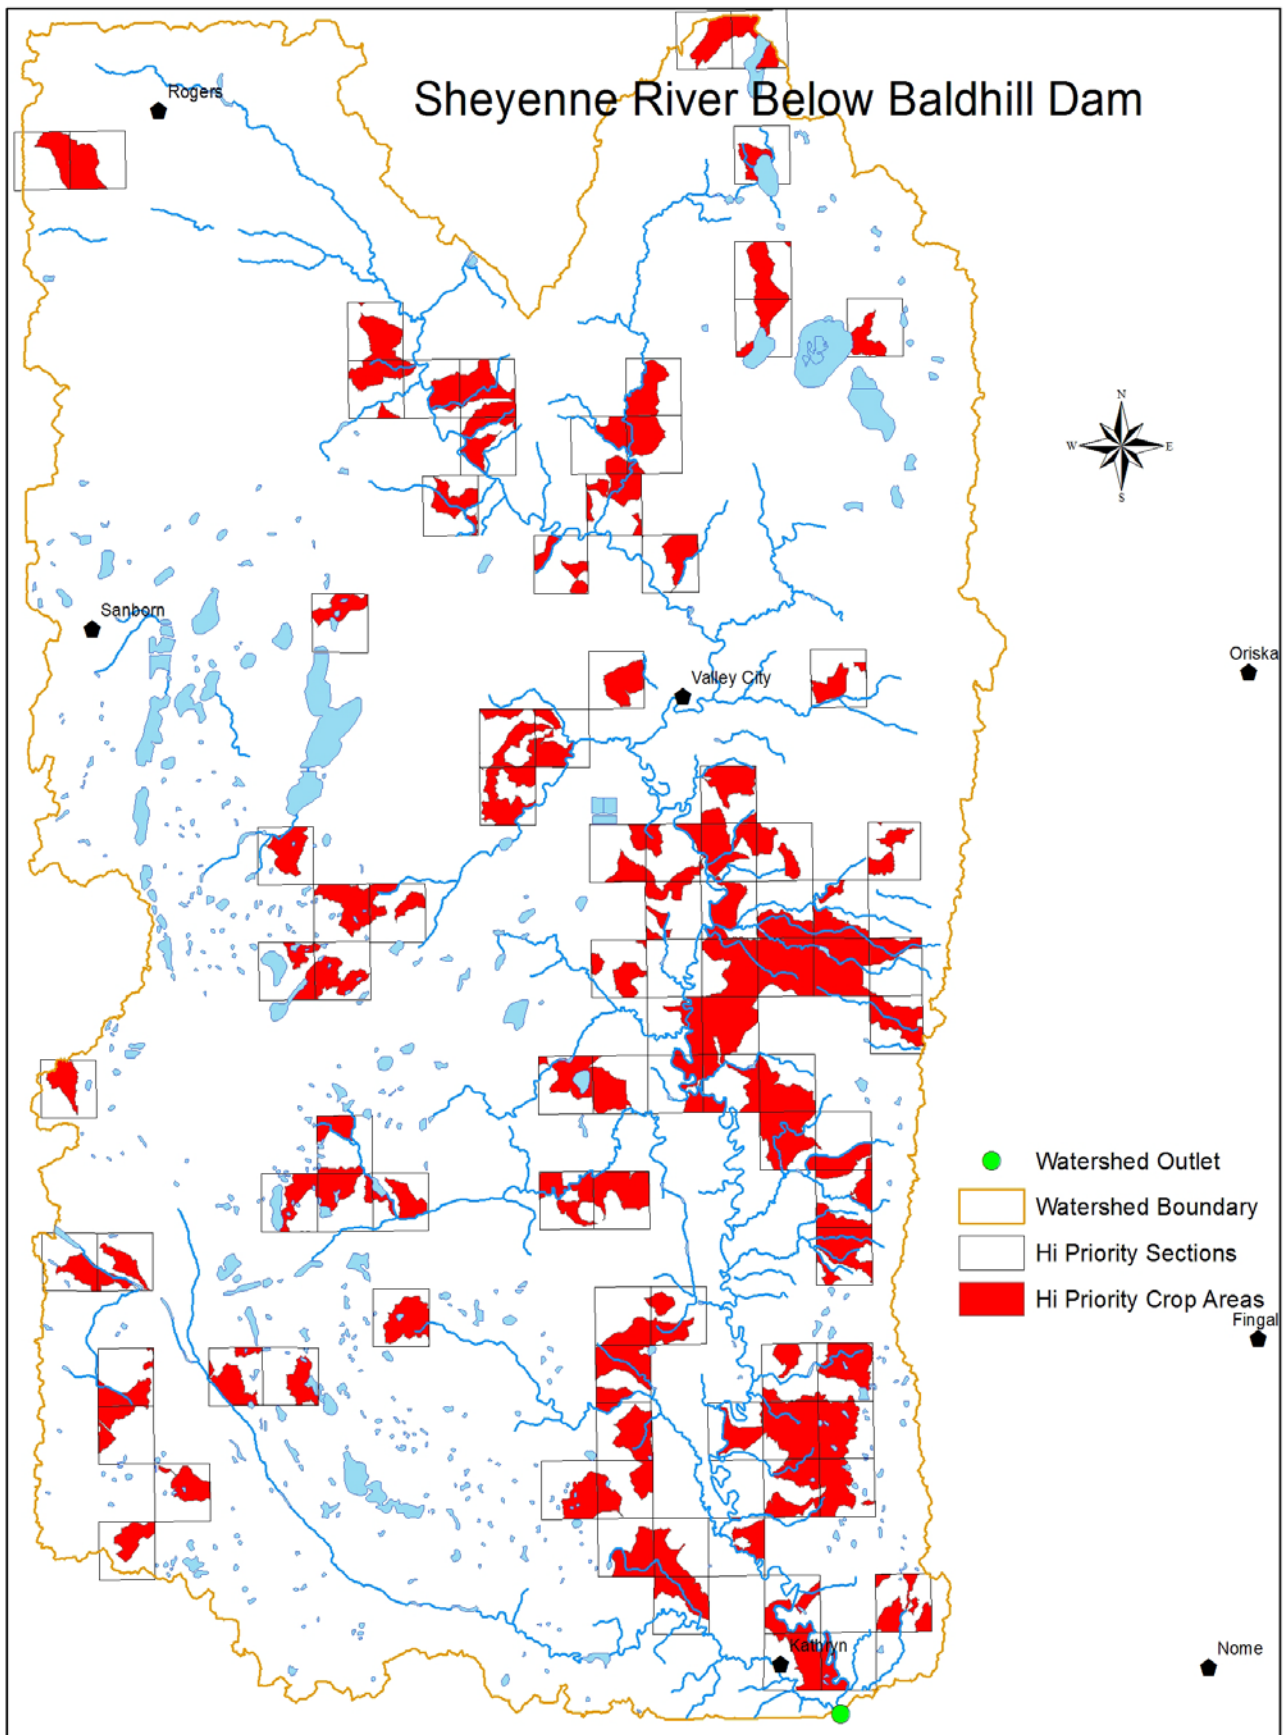 Rogers
Sheyenne River Below Baldhill Dam
N
W E
S
Sanborn
Oriska
Valley City
Watershed Outlet
Watershed Boundary
Hi Priority Sections
Hi Priority Crop Areas
Fingal
Kathryn
Nome